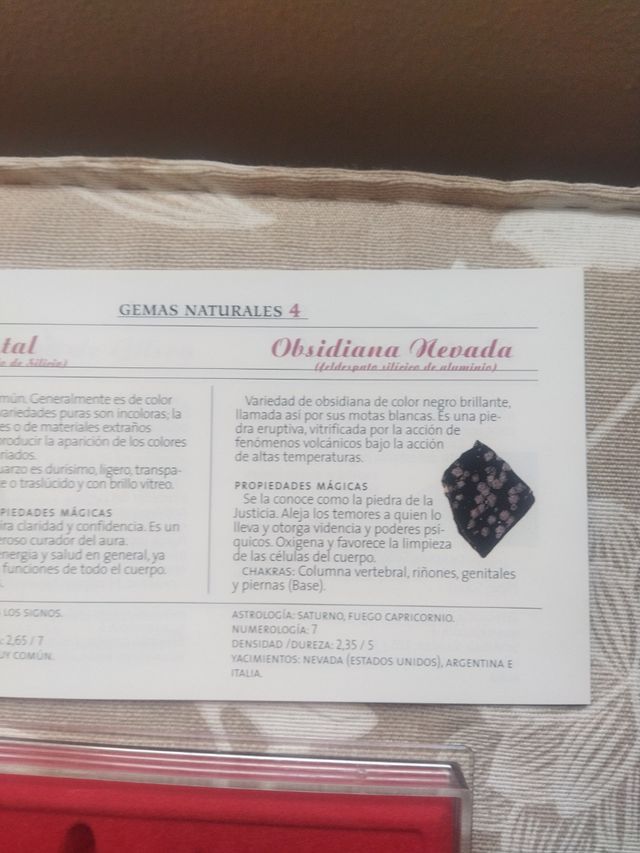 GEMAS NATURALES 4
tal
o de Silicio)
mún. Generalmente es de color
ariedades puras son incoloras; la
es o de materiales extraños
producir la aparición de los colores
riados.
uarzo es durísimo, ligero, transpa-
e o traslúcido y con brillo vítreo.
PIEDADES MÁGICAS
ira claridad y confidencia. Es un
eroso curador del aura.
energía y salud en general, ya
funciones de todo el cuerpo.
LOS SIGNOS.
: 2,65 / 7
UY COMÚN.
Obsidiana Nevada
(feldespato silícico de aluminio)
Variedad de obsidiana de color negro brillante,
llamada así por sus motas blancas. Es una pie-
dra eruptiva, vitrificada por la acción de
fenómenos volcánicos bajo la acción
de altas temperaturas.
PROPIEDADES MÁGICAS
Se la conoce como la piedra de la
Justicia. Aleja los temores a quien lo
lleva y otorga videncia y poderes psí-
quicos. Oxigena y favorece la limpieza
de las células del cuerpo.
CHAKRAS: Columna vertebral, riñones, genitales
y piernas (Base).
ASTROLOGÍA: SATURNO, FUEGO CAPRICORNIO.
NUMEROLOGÍA: 7
DENSIDAD /DUREZA: 2,35 / 5
YACIMIENTOS: NEVADA (ESTADOS UNIDOS), ARGENTINA E
ITALIA.